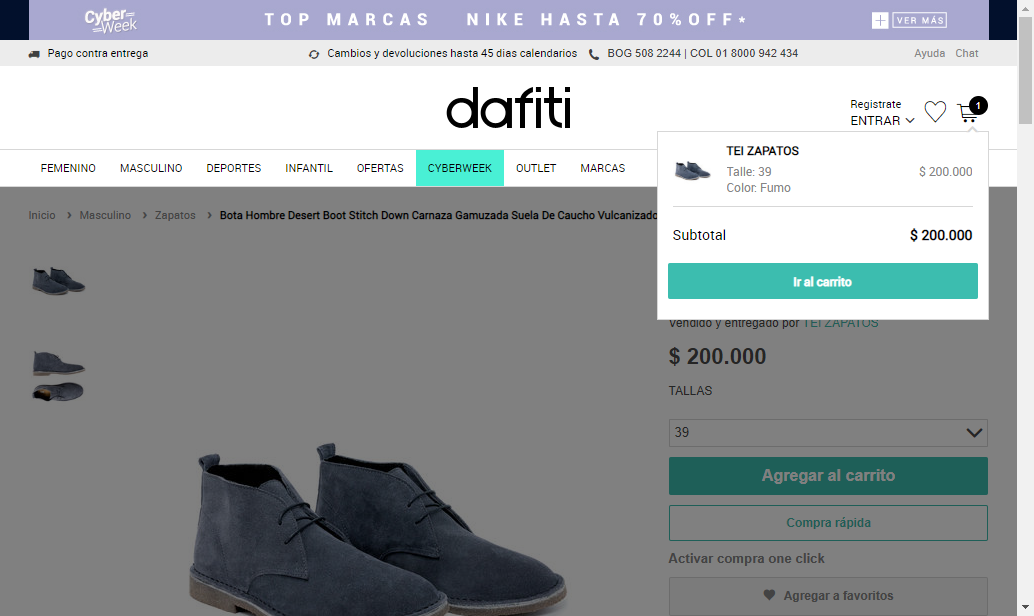 Cyber Week
TOP MARCAS NIKE HASTA 70%OFF*
VER MÁS
Pago contra entrega
Cambios y devoluciones hasta 45 dias calendarios
BOG 508 2244 | COL 01 8000 942 434
Ayuda Chat
dafiti
Registrate
ENTRAR
1
FEMENINO MASCULINO DEPORTES INFANTIL OFERTAS CYBERWEEK OUTLET MARCAS
TEI ZAPATOS
Talle: 39
$ 200.000
Color: Fumo
Subtotal $ 200.000
Ir al carrito
Inicio > Masculino > Zapatos > Bota Hombre Desert Boot Stitch Down Carnaza Gamuzada Suela De Caucho Vulcanizado
Vendido y entregado por TEI ZAPATOS
$ 200.000
TALLAS
39
Agregar al carrito
Compra rápida
Activar compra one click
Agregar a favoritos